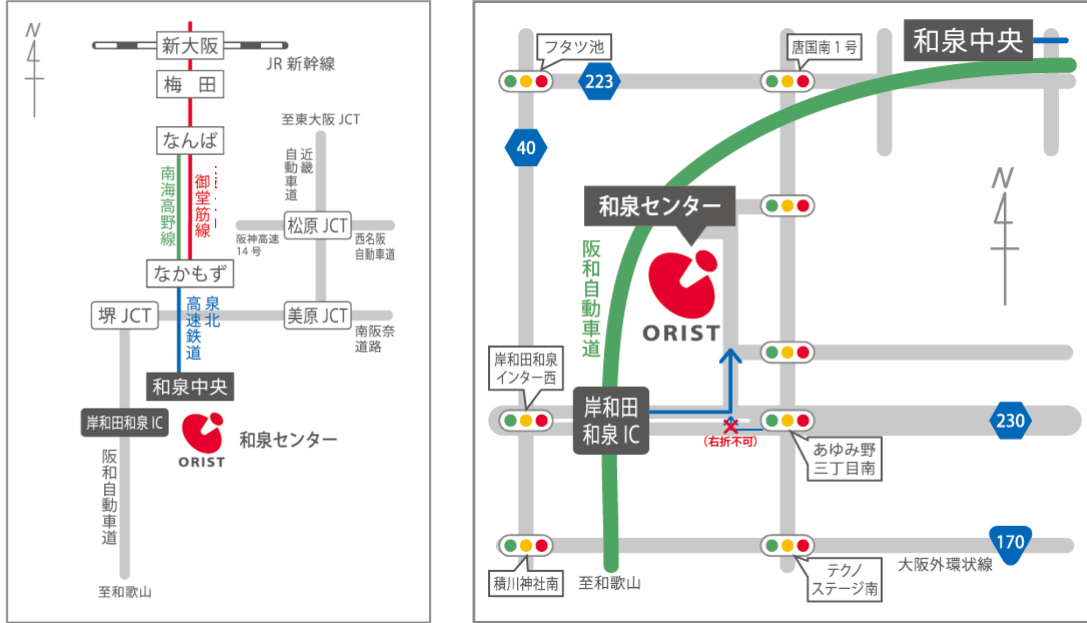 N
新大阪
JR 新幹線
梅 田
なんば
至東大阪 JCT
近畿
自動車道
南海高野線
御堂筋線
松原 JCT
阪神高速
14 号
西名阪
自動車道
なかもず
堺 JCT
泉北
高速鉄道
美原 JCT
南阪奈
道路
和泉中央
岸和田和泉 IC
ORIST
和泉センター
阪和自動車道
至和歌山
フタツ池
唐国南 1 号
和泉中央
223
40
N
和泉センター
阪和自動車道
ORIST
岸和田和泉
インター西
岸和田
和泉 IC
(右折不可)
230
あゆみ野
三丁目南
170
大阪外環状線
積川神社南
至和歌山
テクノ
ステージ南